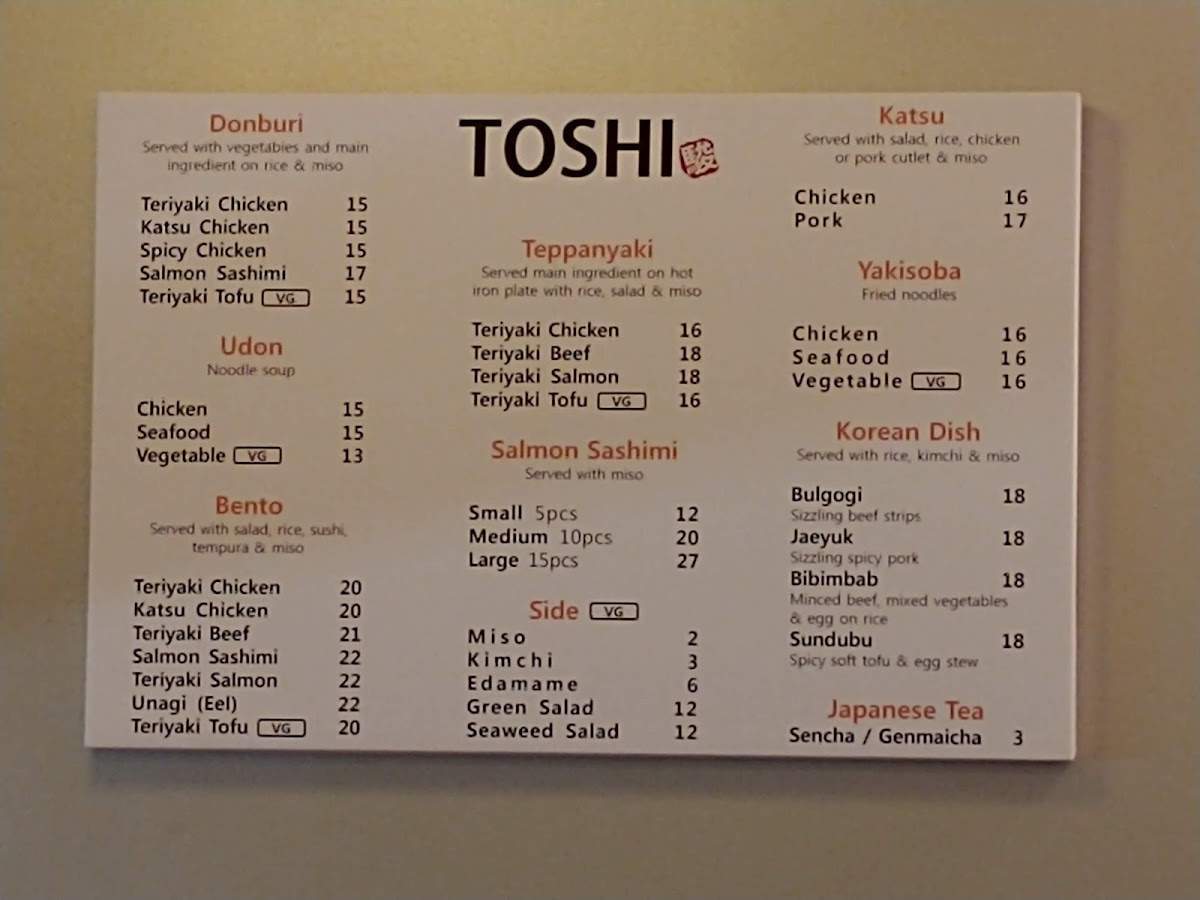 Donburi
Served with vegetables and main
ingredient on rice & miso
Teriyaki Chicken 15
Katsu Chicken 15
Spicy Chicken 15
Salmon Sashimi 17
Teriyaki Tofu VG 15
Udon
Noodle soup
Chicken 15
Seafood 15
Vegetable VG 13
Bento
Served with salad, rice, sushi,
tempura & miso
Teriyaki Chicken 20
Katsu Chicken 20
Teriyaki Beef 21
Salmon Sashimi 22
Teriyaki Salmon 22
Unagi (Eel) 22
Teriyaki Tofu VG 20
TOSHI 駿
Teppanyaki
Served main ingredient on hot
iron plate with rice, salad & miso
Teriyaki Chicken 16
Teriyaki Beef 18
Teriyaki Salmon 18
Teriyaki Tofu VG 16
Salmon Sashimi
Served with miso
Small 5pcs 12
Medium 10pcs 20
Large 15pcs 27
Side VG
Miso 2
Kimchi 3
Edamame 6
Green Salad 12
Seaweed Salad 12
Katsu
Served with salad, rice, chicken
or pork cutlet & miso
Chicken 16
Pork 17
Yakisoba
Fried noodles
Chicken 16
Seafood 16
Vegetable VG 16
Korean Dish
Served with rice, kimchi & miso
Bulgogi 18
Sizzling beef strips
Jaeyuk 18
Sizzling spicy pork
Bibimbab 18
Minced beef, mixed vegetables
& egg on rice
Sundubu 18
Spicy soft tofu & egg stew
Japanese Tea
Sencha / Genmaicha 3